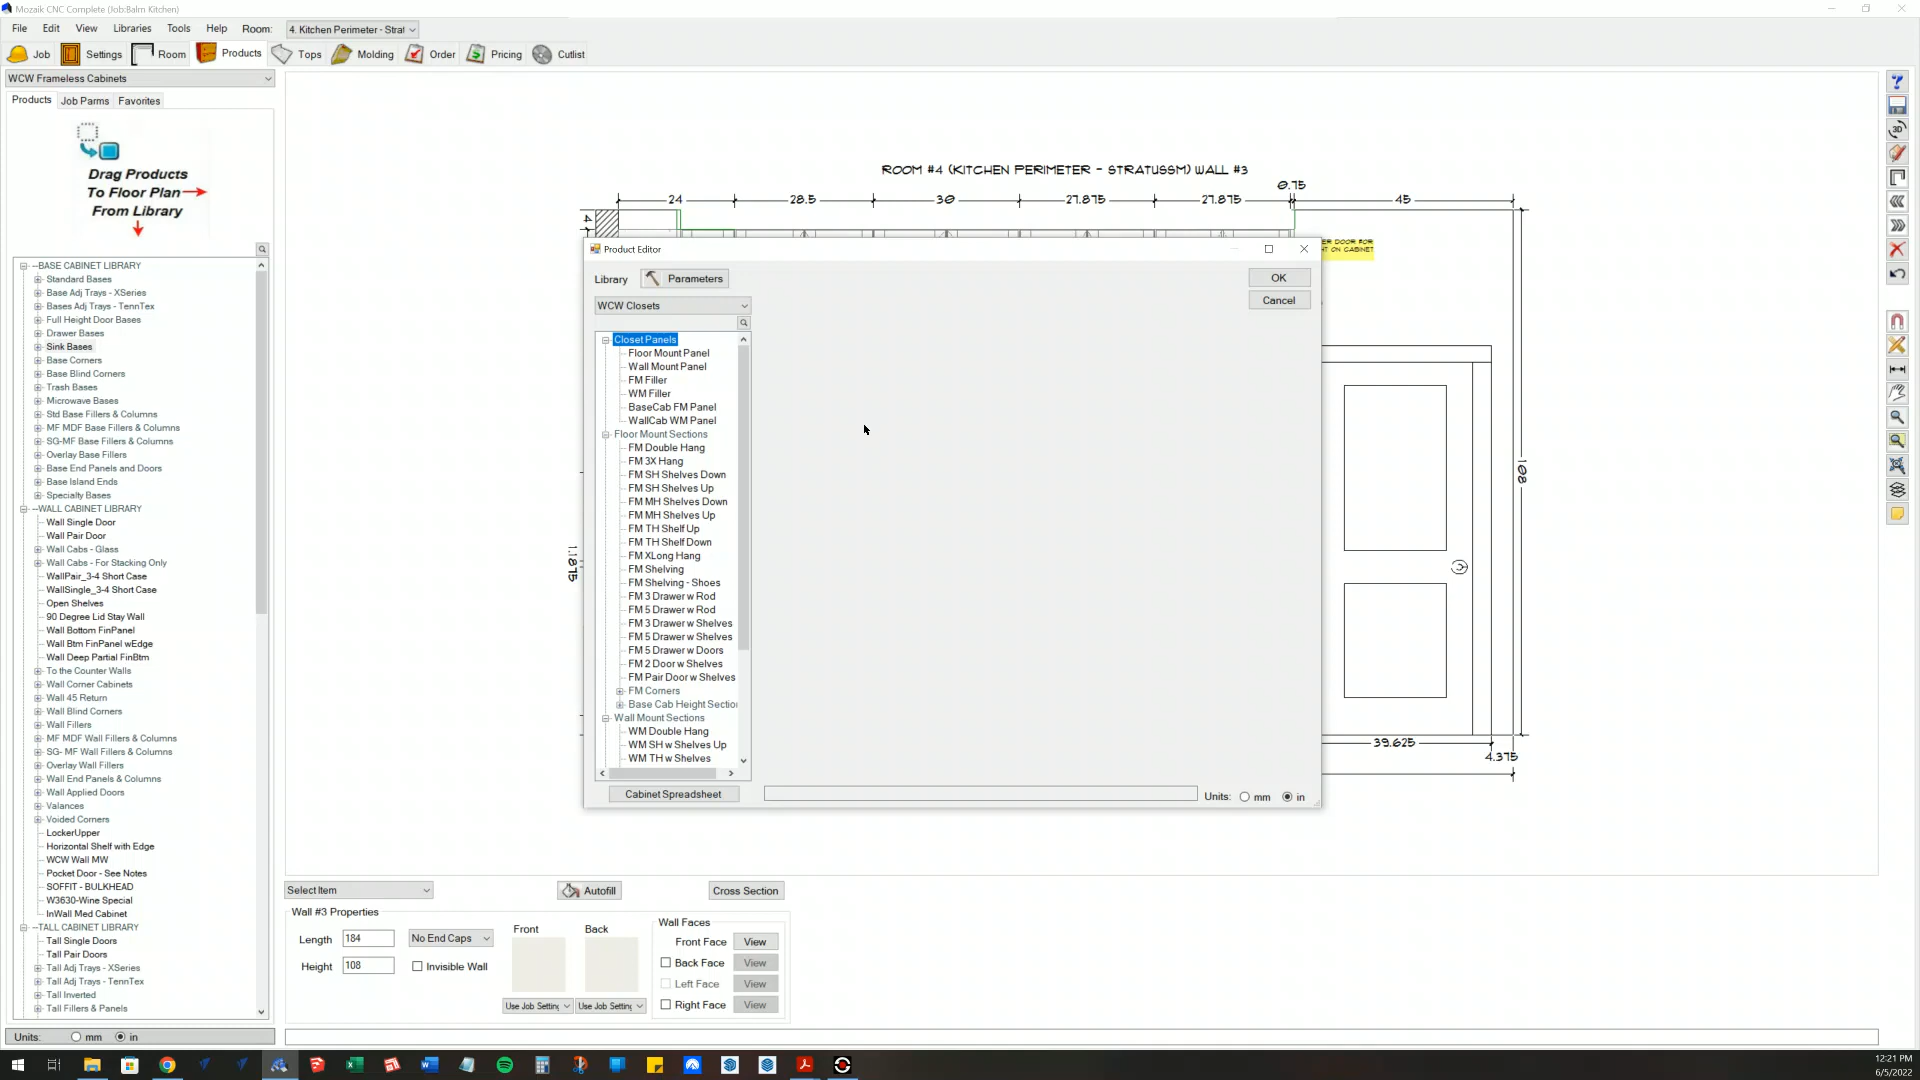 Mozaik CNC Complete (Job:Balm Kitchen)
File Edit View Libraries Tools Help Room: 4. Kitchen Perimeter - Strat
Job Settings Room Products Tops Molding Order Pricing Cutlist
WCW Frameless Cabinets
Products Job Parms Favorites
Drag Products
To Floor Plan
From Library
--BASE CABINET LIBRARY
Standard Bases
Base Adj Trays - XSeries
Bases Adj Trays - TennTex
Full Height Door Bases
Drawer Bases
Sink Bases
Base Corners
Base Blind Corners
Trash Bases
Microwave Bases
Std Base Fillers & Columns
MF MDF Base Fillers & Columns
SG-MF Base Fillers & Columns
Overlay Base Fillers
Base End Panels and Doors
Base Island Ends
Specialty Bases
--WALL CABINET LIBRARY
Wall Single Door
Wall Pair Door
Wall Cabs - Glass
Wall Cabs - For Stacking Only
WallPair_3-4 Short Case
WallSingle_3-4 Short Case
Open Shelves
90 Degree Lid Stay Wall
Wall Bottom FinPanel
Wall Btm FinPanel wEdge
Wall Deep Partial FinBtm
To the Counter Walls
Wall Corner Cabinets
Wall 45 Return
Wall Blind Corners
Wall Fillers
MF MDF Wall Fillers & Columns
SG- MF Wall Fillers & Columns
Overlay Wall Fillers
Wall End Panels & Columns
Wall Applied Doors
Valances
Voided Corners
LockerUpper
Horizontal Shelf with Edge
WCW Wall MW
Pocket Door - See Notes
SOFFIT - BULKHEAD
W3630-Wine Special
InWall Med Cabinet
--TALL CABINET LIBRARY
Tall Single Doors
Tall Pair Doors
Tall Adj Trays - XSeries
Tall Adj Trays - TennTex
Tall Inverted
Tall Fillers & Panels
Units: mm in
ROOM #4 (KITCHEN PERIMETER - STRATUSSM) WALL #3
0.75
24 28.5 30 27.875 27.875 45
4
ER DOOR FOR
HT ON CABINET
1.1875
108
39.625
4.375
Product Editor
Library Parameters
OK
Cancel
WCW Closets
Closet Panels
Floor Mount Panel
Wall Mount Panel
FM Filler
WM Filler
BaseCab FM Panel
WallCab WM Panel
Floor Mount Sections
FM Double Hang
FM 3X Hang
FM SH Shelves Down
FM SH Shelves Up
FM MH Shelves Down
FM MH Shelves Up
FM TH Shelf Up
FM TH Shelf Down
FM XLong Hang
FM Shelving
FM Shelving - Shoes
FM 3 Drawer w Rod
FM 5 Drawer w Rod
FM 3 Drawer w Shelves
FM 5 Drawer w Shelves
FM 5 Drawer w Doors
FM 2 Door w Shelves
FM Pair Door w Shelves
FM Corners
Base Cab Height Section
Wall Mount Sections
WM Double Hang
WM SH w Shelves Up
WM TH w Shelves
Cabinet Spreadsheet
Units: mm in
Select Item
Autofill
Cross Section
Wall #3 Properties
Length 184 No End Caps
Height 108 Invisible Wall
Front Back
Use Job Setting Use Job Setting
Wall Faces
Front Face View
Back Face View
Left Face View
Right Face View
12:21 PM
6/5/2022